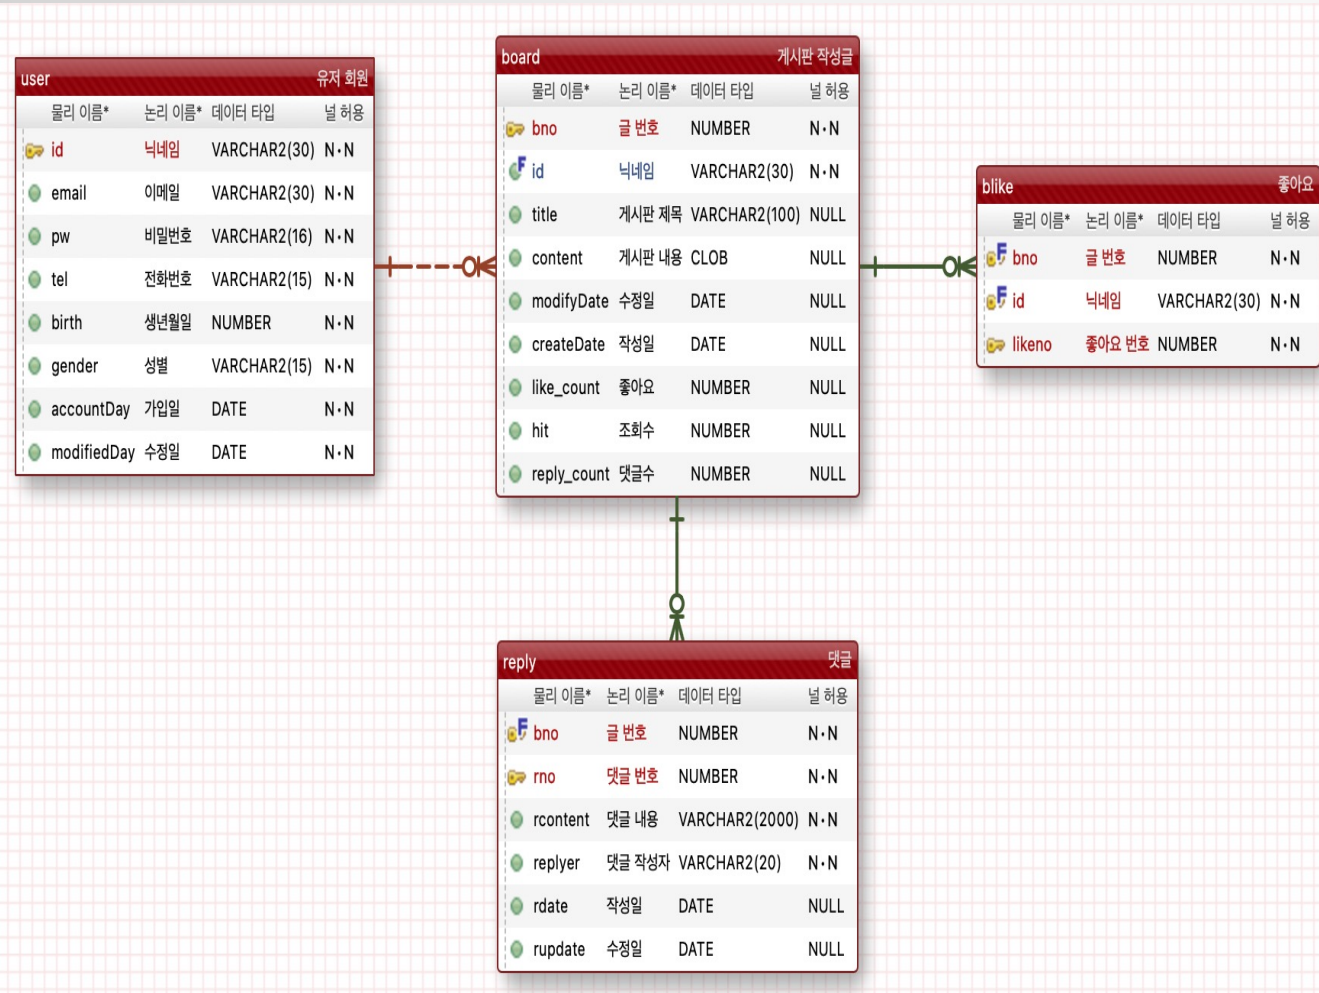 user 유저 회원
물리 이름* 논리 이름* 데이터 타입 널 허용
id 닉네임 VARCHAR2(30) N·N
email 이메일 VARCHAR2(30) N·N
pw 비밀번호 VARCHAR2(16) N·N
tel 전화번호 VARCHAR2(15) N·N
birth 생년월일 NUMBER N·N
gender 성별 VARCHAR2(15) N·N
accountDay 가입일 DATE N·N
modifiedDay 수정일 DATE N·N
board 게시판 작성글
물리 이름* 논리 이름* 데이터 타입 널 허용
bno 글 번호 NUMBER N·N
F id 닉네임 VARCHAR2(30) N·N
title 게시판 제목 VARCHAR2(100) NULL
content 게시판 내용 CLOB NULL
modifyDate 수정일 DATE NULL
createDate 작성일 DATE NULL
like_count 좋아요 NUMBER NULL
hit 조회수 NUMBER NULL
reply_count 댓글수 NUMBER NULL
blike 좋아요
물리 이름* 논리 이름* 데이터 타입 널 허용
F bno 글 번호 NUMBER N·N
F id 닉네임 VARCHAR2(30) N·N
likeno 좋아요 번호 NUMBER N·N
reply 댓글
물리 이름* 논리 이름* 데이터 타입 널 허용
F bno 글 번호 NUMBER N·N
rno 댓글 번호 NUMBER N·N
rcontent 댓글 내용 VARCHAR2(2000) N·N
replyer 댓글 작성자 VARCHAR2(20) N·N
rdate 작성일 DATE NULL
rupdate 수정일 DATE NULL